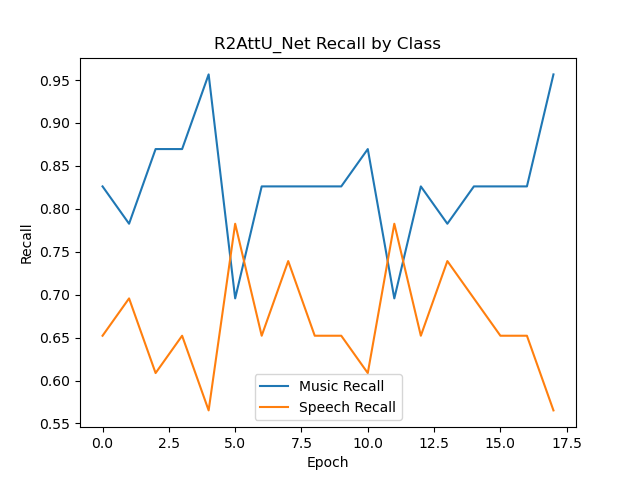 R2AttU_Net Recall by Class
Recall
0.95
0.90
0.85
0.80
0.75
0.70
0.65
0.60
0.55
Music Recall
Speech Recall
0.0 2.5 5.0 7.5 10.0 12.5 15.0 17.5
Epoch